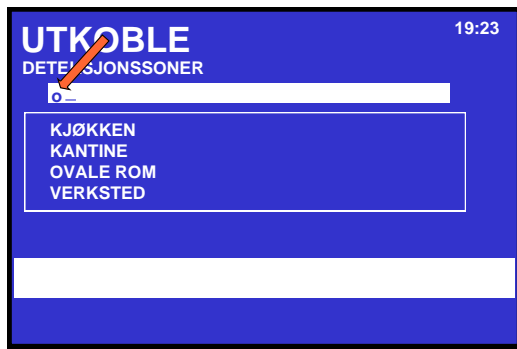 UTKOBLE
19:23
DETEKSJONSSONER
o_
KJØKKEN
KANTINE
OVALE ROM
VERKSTED